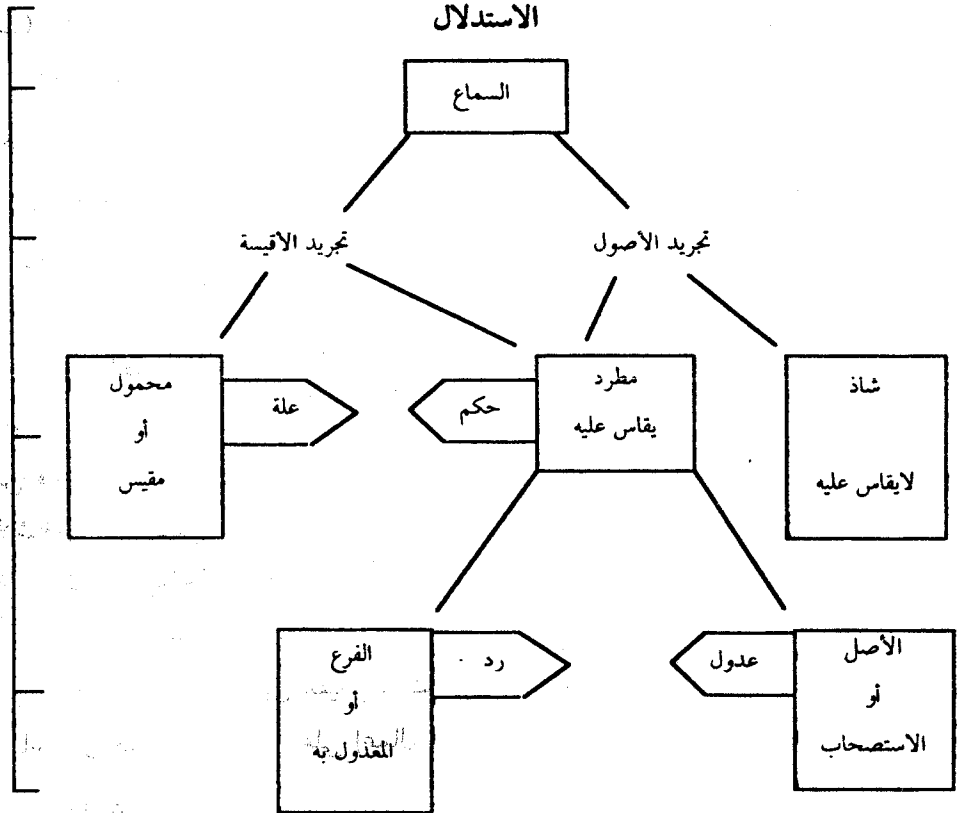 الاستدلال
السماع
تجريد الأصول
تجريد الأقيسة
شاذ
لايقاس عليه
مطرد
يقاس عليه
حكم
علة
محمول
أو
مقيس
الأصل
أو
الاستصحاب
عدول
رد
الفرع
أو
المعدول به